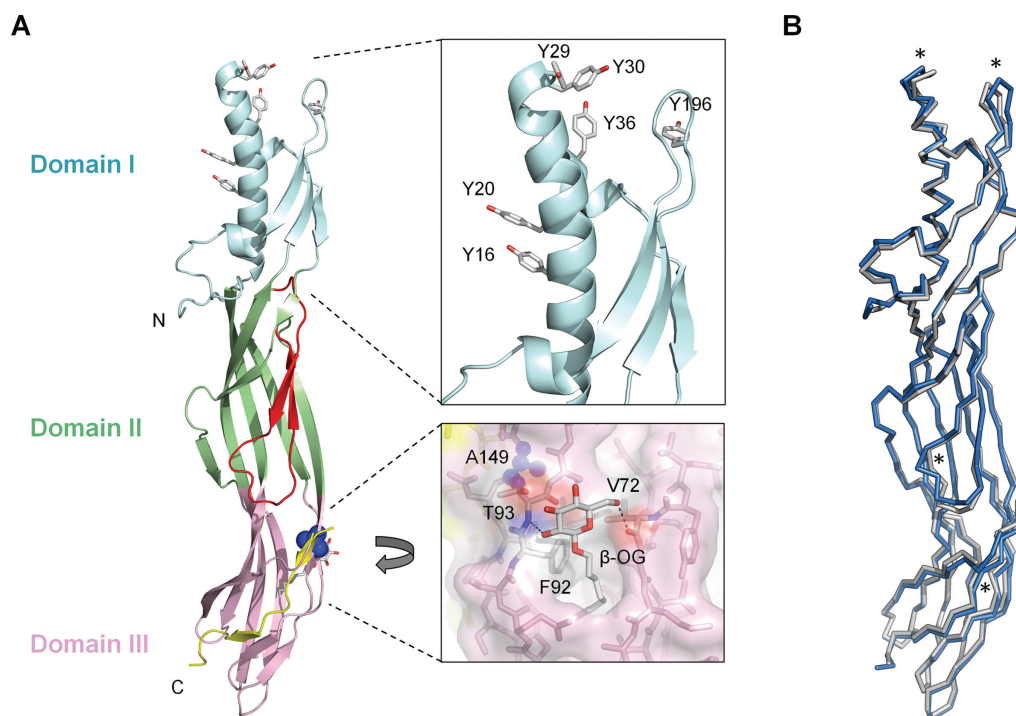 A
B
Y29
Y30
Y36
Y196
Y20
Y16
Domain I
N
Domain II
A149
V72
T93
β-OG
F92
Domain III
C
*
*
*
*